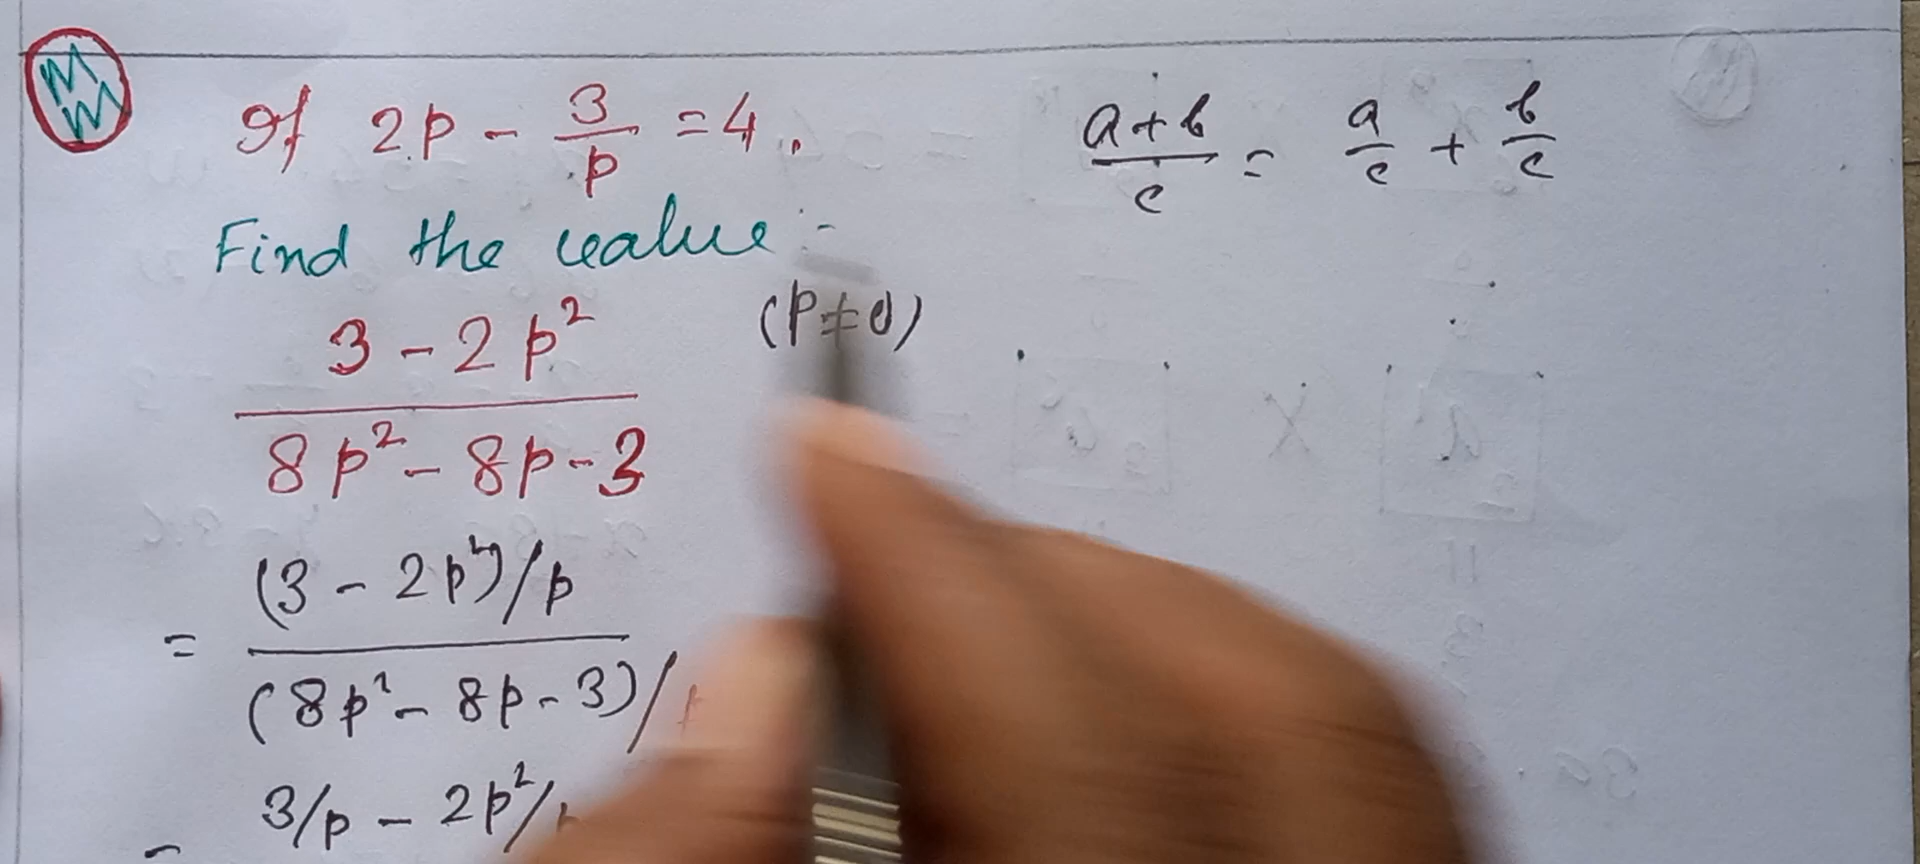 MW
If 2p - 3/p = 4.
Find the value :-
(3 - 2p²)/(8p² - 8p - 3)
(p ≠ 0)
= ((3 - 2p²)/p)/((8p² - 8p - 3)/
3/p - 2p²/
(a+b)/c = a/c + b/c